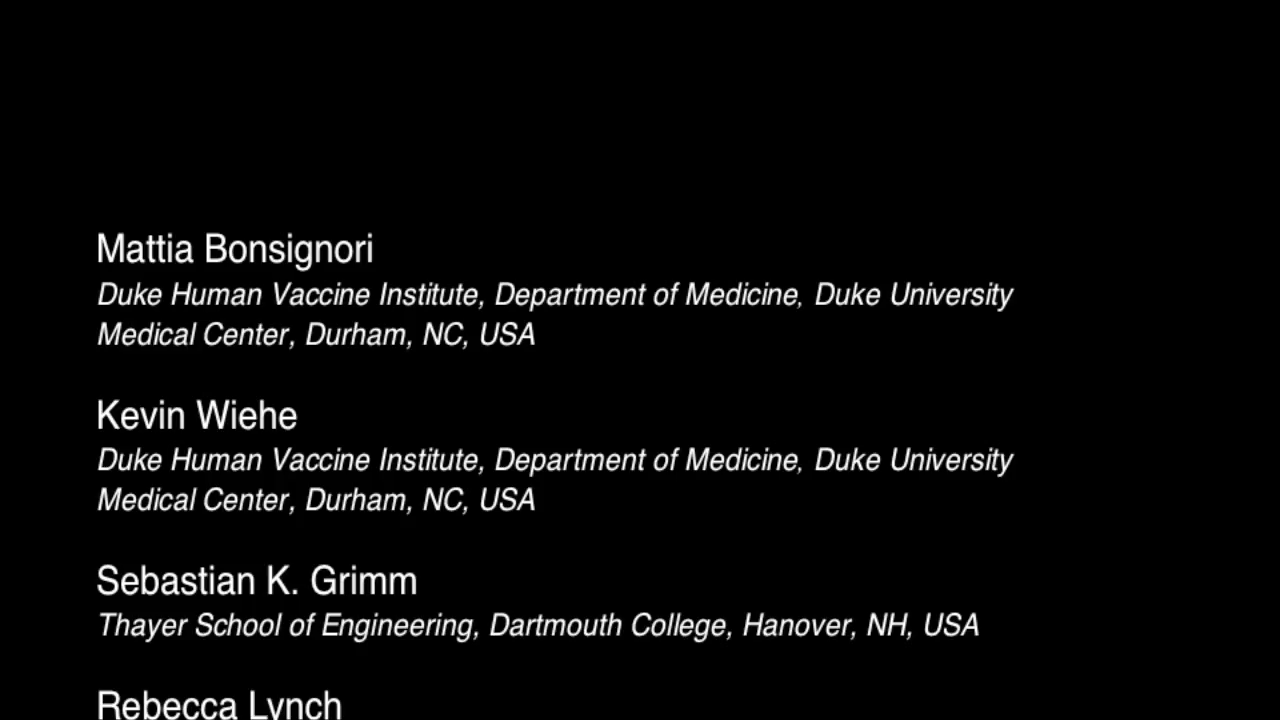 Mattia Bonsignori
Duke Human Vaccine Institute, Department of Medicine, Duke University
Medical Center, Durham, NC, USA
Kevin Wiehe
Duke Human Vaccine Institute, Department of Medicine, Duke University
Medical Center, Durham, NC, USA
Sebastian K. Grimm
Thayer School of Engineering, Dartmouth College, Hanover, NH, USA
Rebecca Lynch